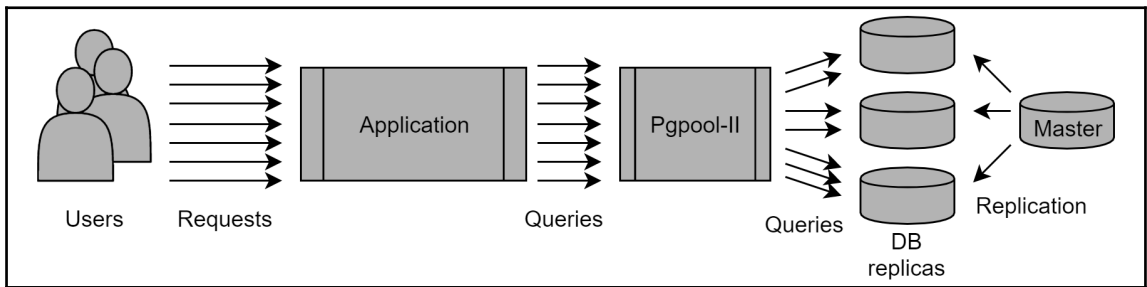 Application
Pgpool-II
Master
Users
Requests
Queries
Queries
Replication
DB
replicas